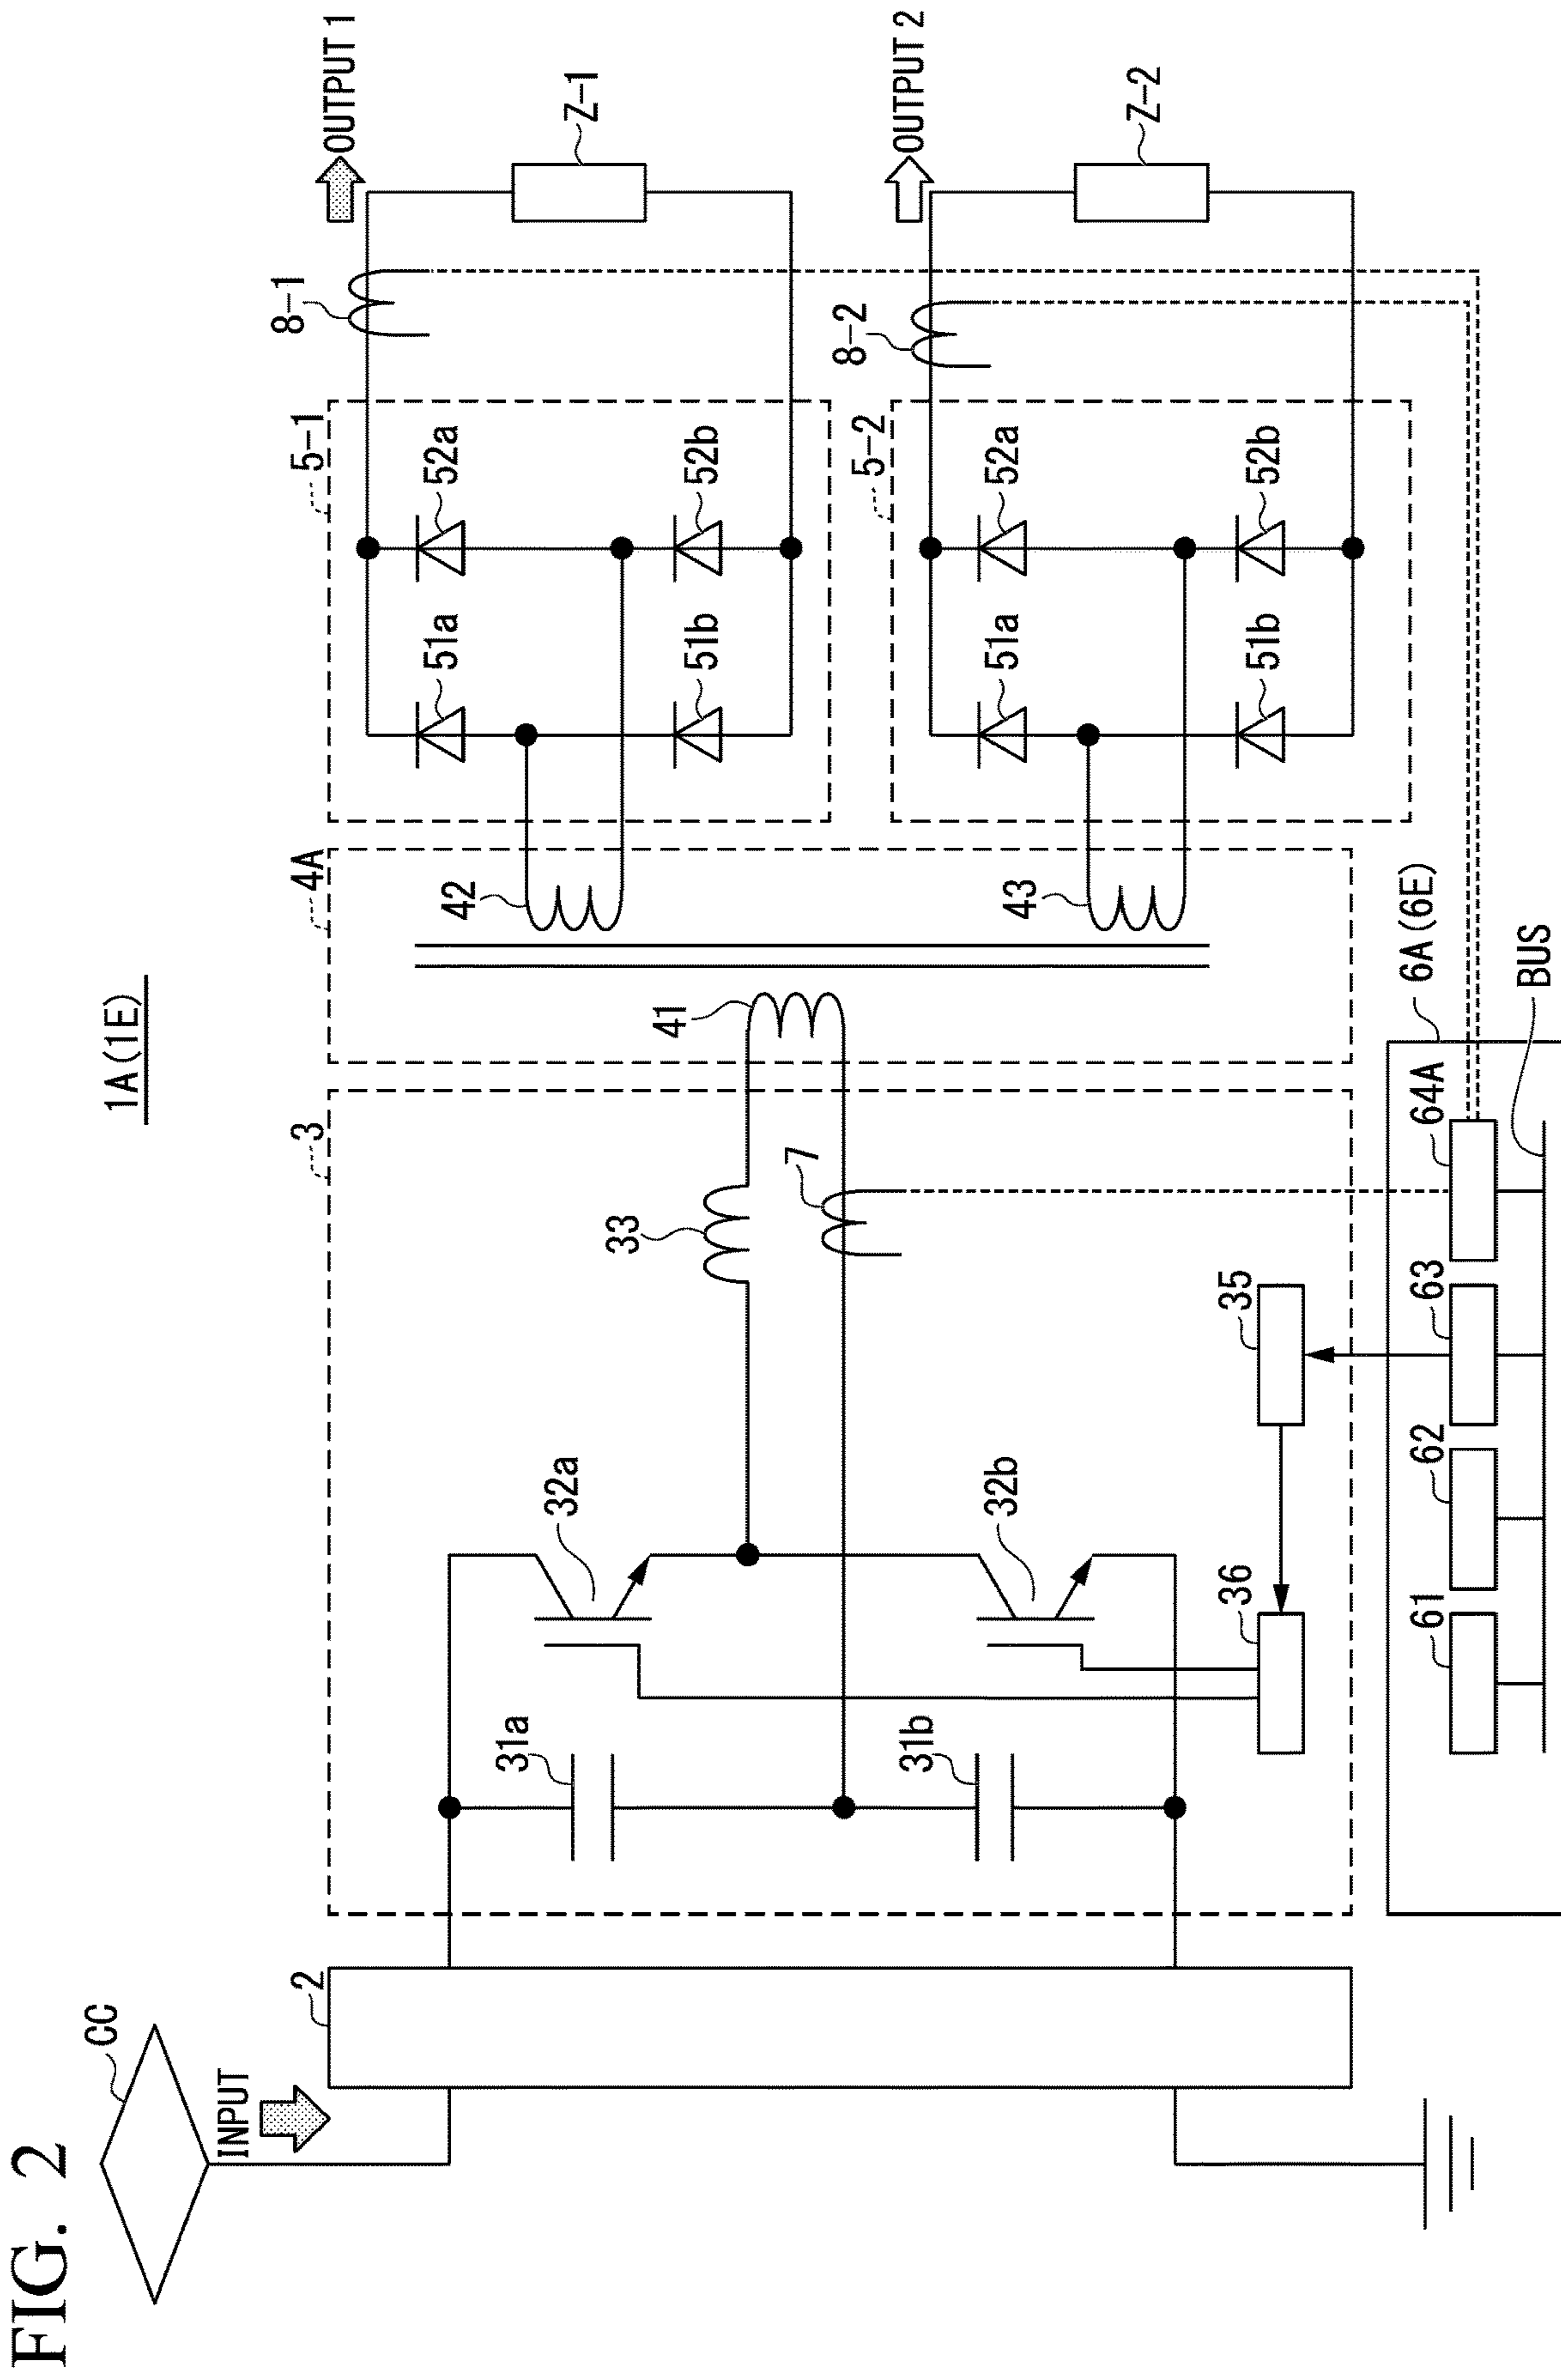 FIG. 2
1A(1E)
CC
INPUT
2
3
4A
5-1
8-1
OUTPUT 1
31a
32a
33
41
42
51a
52a
51b
52b
Z-1
7
31b
32b
43
5-2
8-2
OUTPUT 2
51a
52a
51b
52b
Z-2
36
35
61
62
63
64A
6A(6E)
BUS